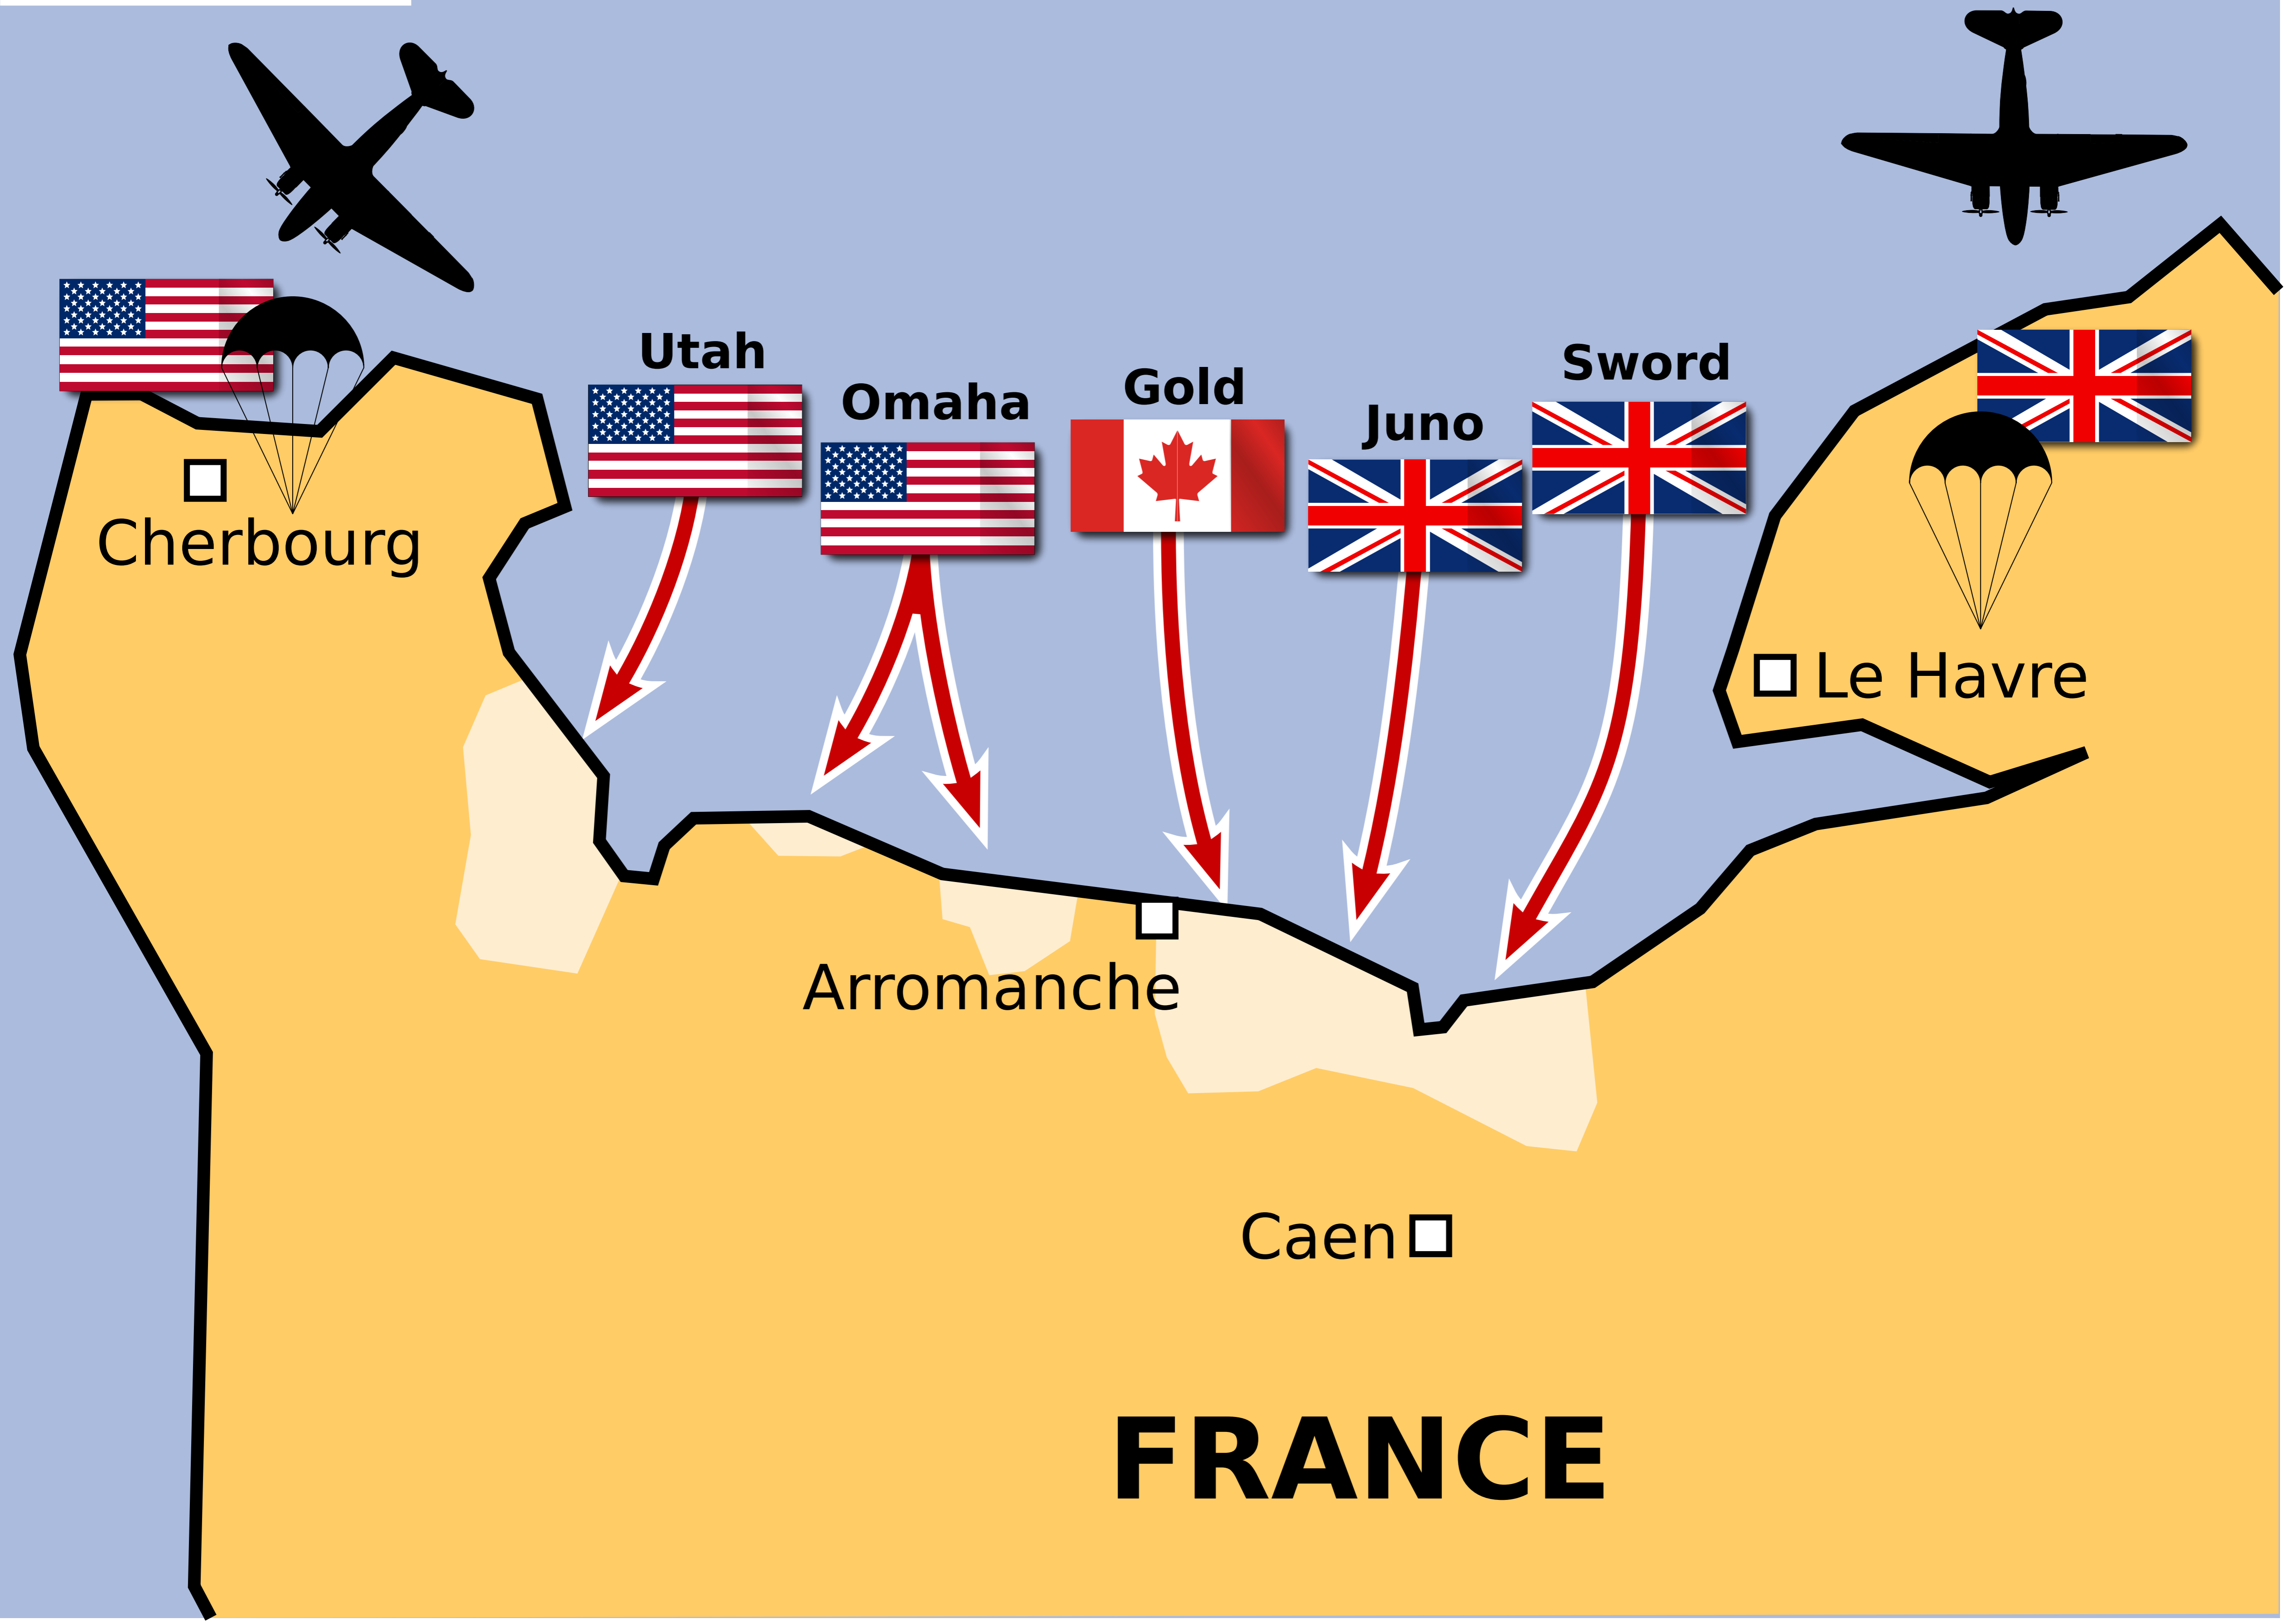 Utah
Omaha
Gold
Juno
Sword
Cherbourg
Le Havre
Arromanche
Caen
FRANCE